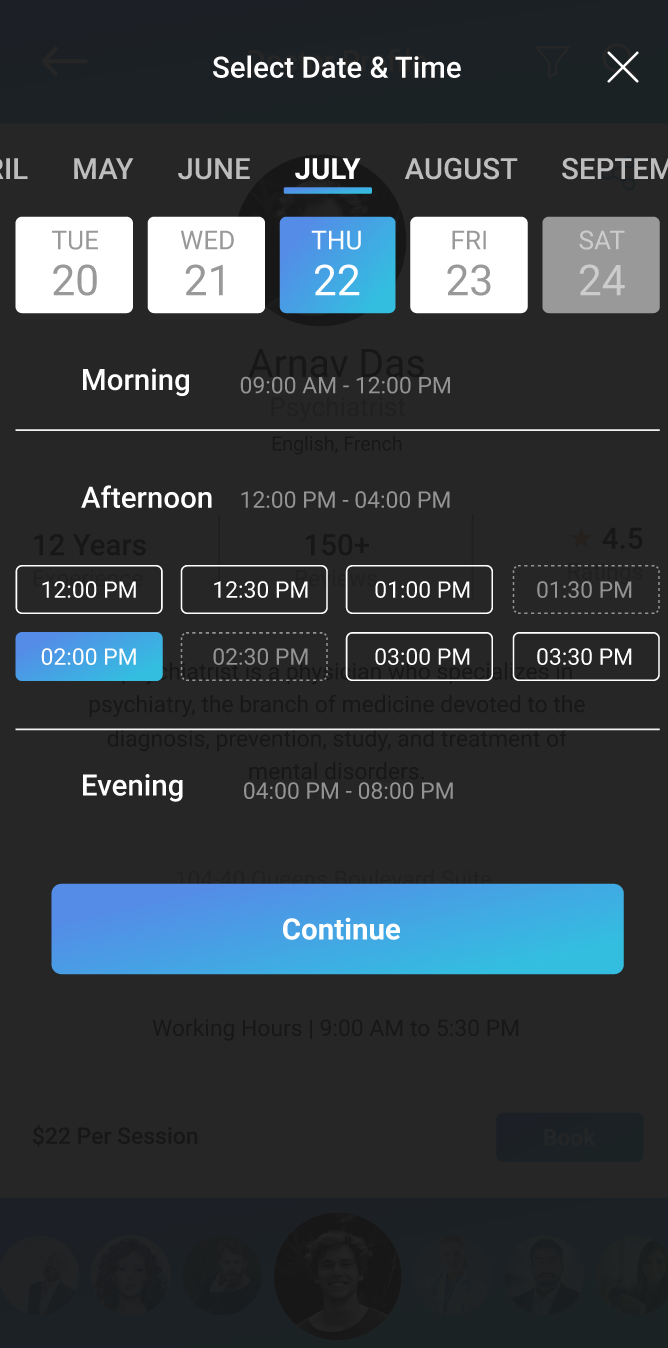 Select Date & Time
RIL MAY JUNE JULY AUGUST SEPTEM
TUE WED THU FRI SAT
20 21 22 23 24
Arnav Das
Morning 09:00 AM - 12:00 PM
Psychiatrist
English, French
Afternoon 12:00 PM - 04:00 PM
12 Years 150+ ★ 4.5
Experience Reviews Ratings
12:00 PM 12:30 PM 01:00 PM 01:30 PM
02:00 PM 02:30 PM 03:00 PM 03:30 PM
psychiatrist is a physician who specializes in
psychiatry, the branch of medicine devoted to the
diagnosis, prevention, study, and treatment of
mental disorders.
Evening 04:00 PM - 08:00 PM
104-40 Queens Boulevard Suite
Continue
Working Hours | 9:00 AM to 5:30 PM
$22 Per Session Book